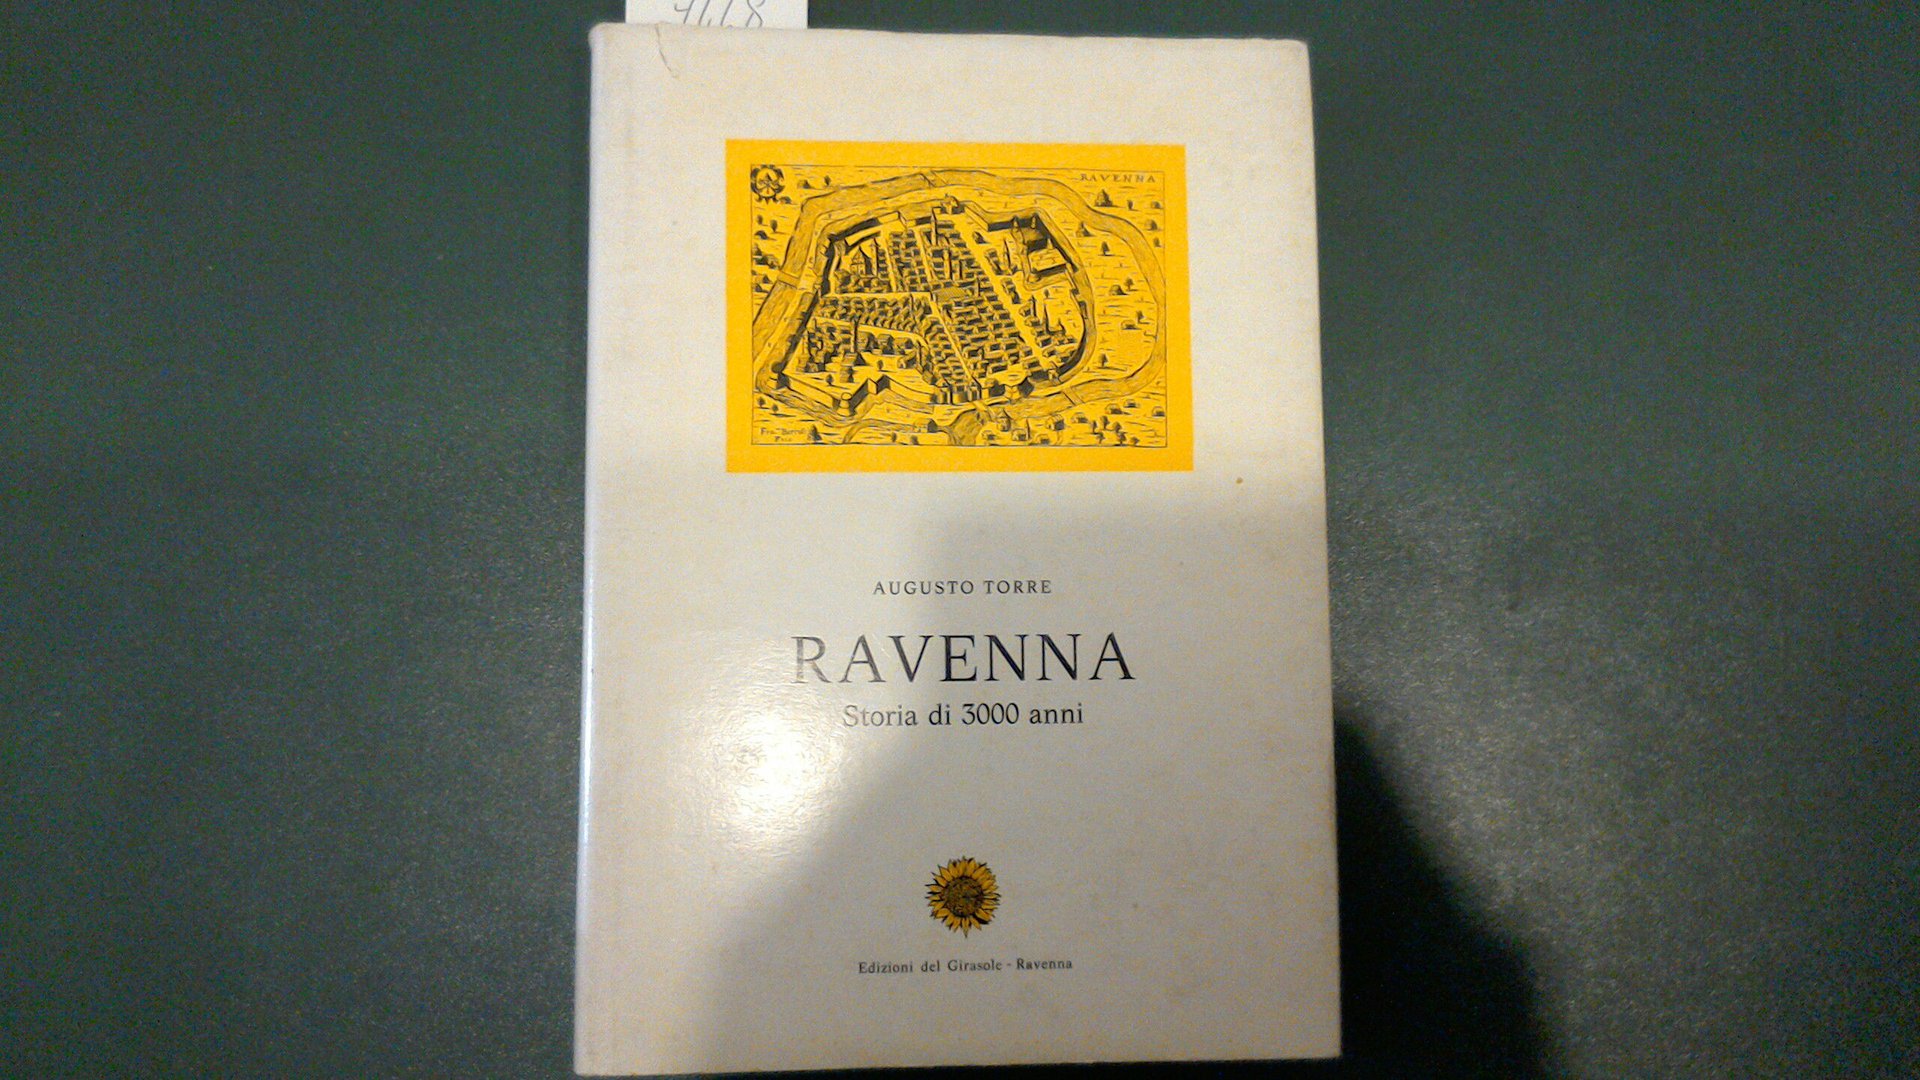 RAVENNA
AUGUSTO TORRE
RAVENNA
Storia di 3000 anni
Edizioni del Girasole - Ravenna